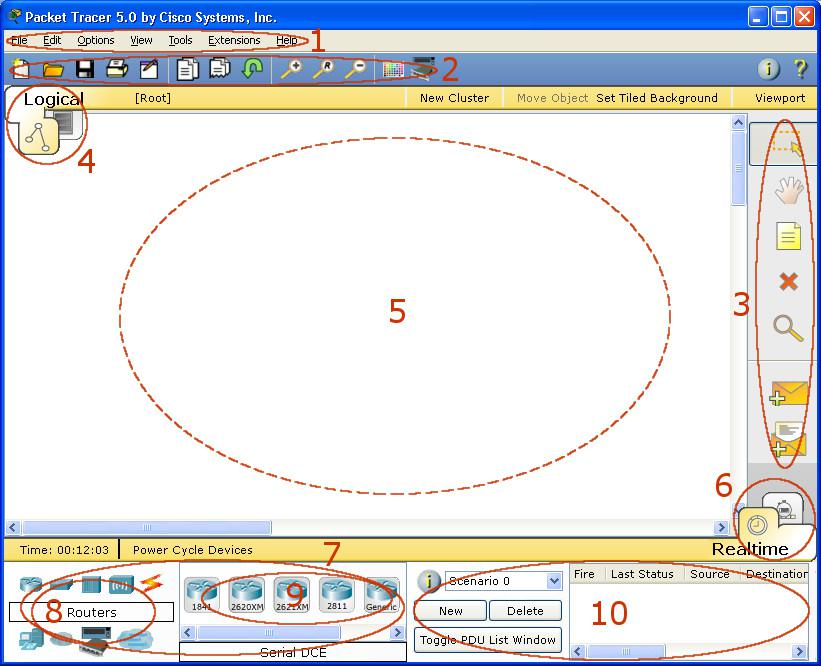 Packet Tracer 5.0 by Cisco Systems, Inc.
File Edit Options View Tools Extensions Help 1
2
Logical [Root] New Cluster Move Object Set Tiled Background Viewport
4
3
5
6
Time: 00:12:03 Power Cycle Devices 7
Realtime
8 Routers
1841 2620XM 2621XM 2811 Generic
9
Serial DCE
Scenario 0
New Delete
Toggle PDU List Window
Fire Last Status Source Destination
10